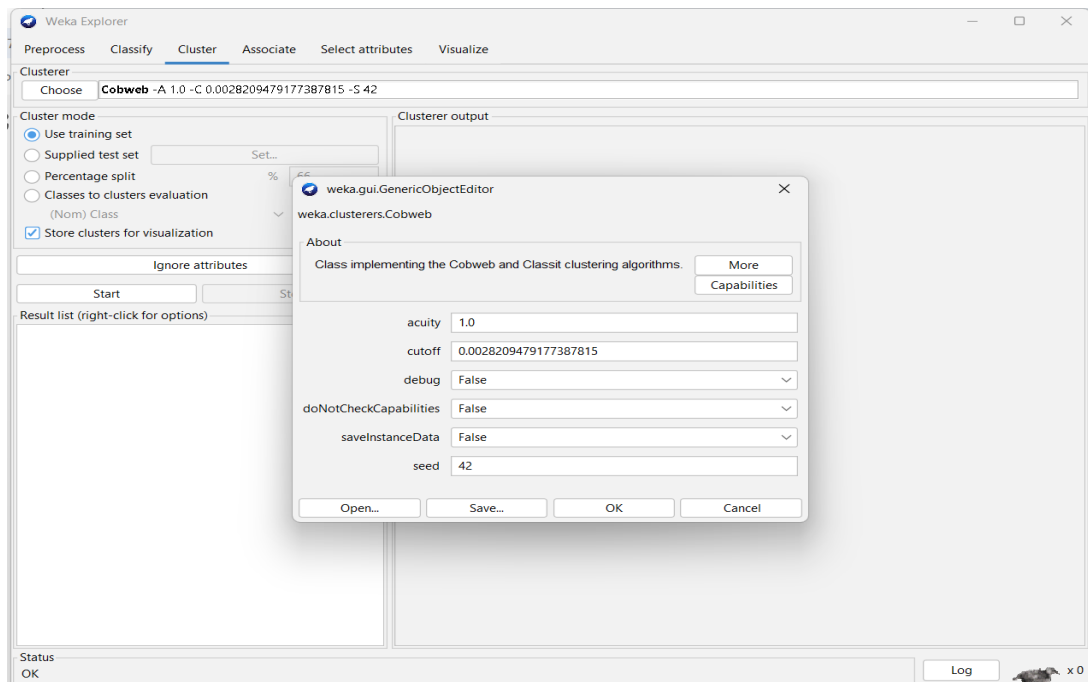 Weka Explorer
Preprocess Classify Cluster Associate Select attributes Visualize
Clusterer
Choose Cobweb -A 1.0 -C 0.0028209479177387815 -S 42
Cluster mode
Use training set
Supplied test set Set...
Percentage split %
Classes to clusters evaluation
(Nom) Class
Store clusters for visualization
Ignore attributes
Start
Result list (right-click for options)
Clusterer output
weka.gui.GenericObjectEditor
weka.clusterers.Cobweb
About
Class implementing the Cobweb and Classit clustering algorithms. More
Capabilities
acuity 1.0
cutoff 0.0028209479177387815
debug False
doNotCheckCapabilities False
saveInstanceData False
seed 42
Open... Save... OK Cancel
Status
OK
Log x 0